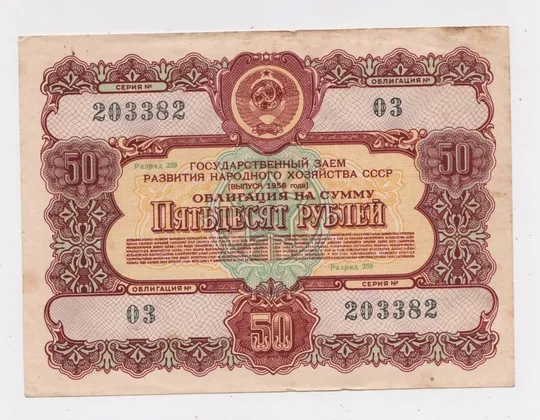 СЕРИЯ №
ОБЛИГАЦИЯ №
203382
03
50
50
Разряд 259
ГОСУДАРСТВЕННЫЙ ЗАЕМ
РАЗВИТИЯ НАРОДНОГО ХОЗЯЙСТВА СССР
(ВЫПУСК 1956 года)
ОБЛИГАЦИЯ НА СУММУ
ПЯТЬДЕСЯТ РУБЛЕЙ
Разряд 259
ОБЛИГАЦИЯ №
СЕРИЯ №
03
203382
50